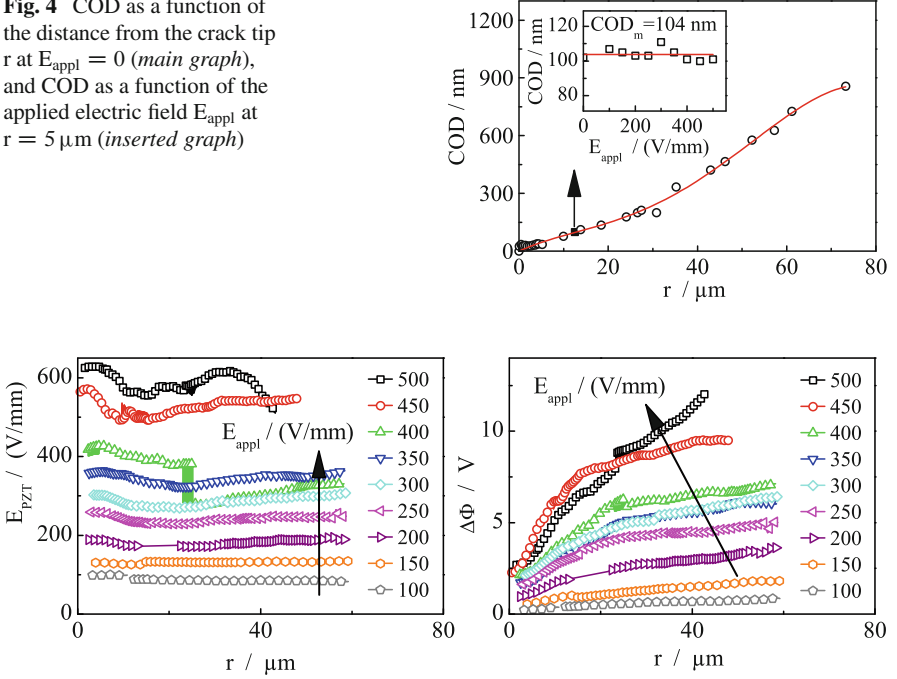 Fig. 4 COD as a function of
the distance from the crack tip
r at E_appl = 0 (main graph),
and COD as a function of the
applied electric field E_appl at
r = 5 μm (inserted graph)
1200
900
600
300
0
COD / nm
0 20 40 60 80
r / μm
120
100
80
COD / nm
COD_m=104 nm
0 200 400
E_appl / (V/mm)
600
400
200
0
E_PZT / (V/mm)
E_appl / (V/mm)
500
450
400
350
300
250
200
150
100
0 40 80
r / μm
10
5
0
ΔΦ / V
E_appl / (V/mm)
500
450
400
350
300
250
200
150
100
0 40 80
r / μm